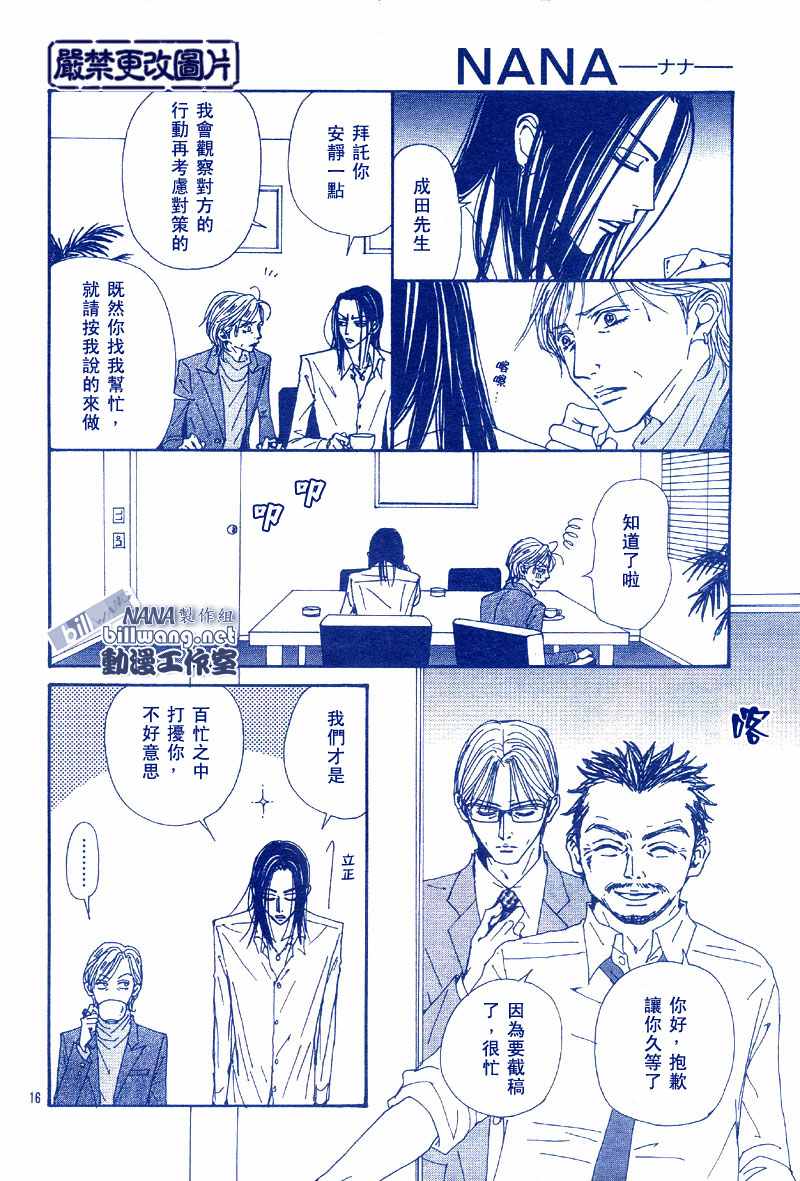 嚴禁更改圖片
NANA——ナナ——
成田先生
喀嚓…
拜託你
安靜一點
我會觀察對方的
行動再考慮對策的
既然你找我幫忙，
就請按我說的來做
叩
叩
知道了啦
bill wang
NANA製作組
billwang.net
動漫工作室
喀
你好，抱歉
讓你久等了
因為要截稿
了，很忙
我們才是
百忙之中
打擾你，
不好意思
立正
………
16